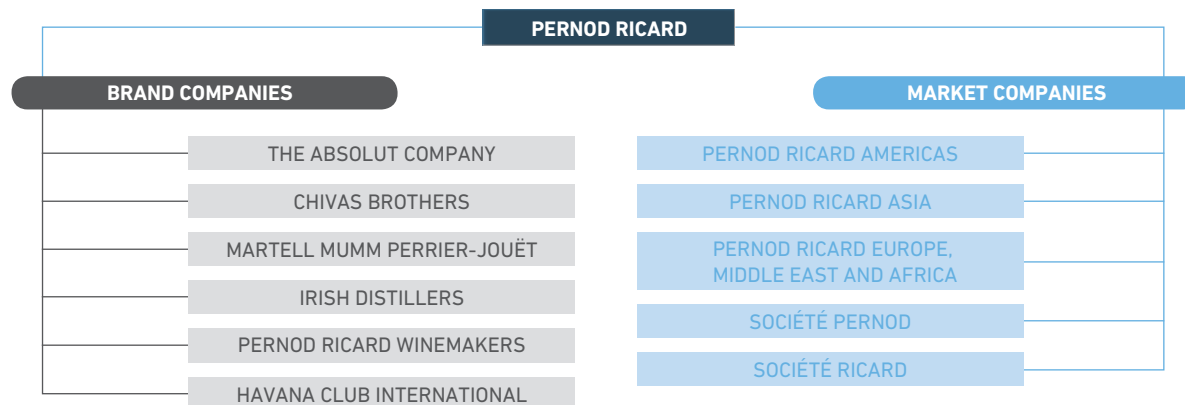 PERNOD RICARD
BRAND COMPANIES
THE ABSOLUT COMPANY
CHIVAS BROTHERS
MARTELL MUMM PERRIER-JOUËT
IRISH DISTILLERS
PERNOD RICARD WINEMAKERS
HAVANA CLUB INTERNATIONAL
MARKET COMPANIES
PERNOD RICARD AMERICAS
PERNOD RICARD ASIA
PERNOD RICARD EUROPE,
MIDDLE EAST AND AFRICA
SOCIÉTÉ PERNOD
SOCIÉTÉ RICARD